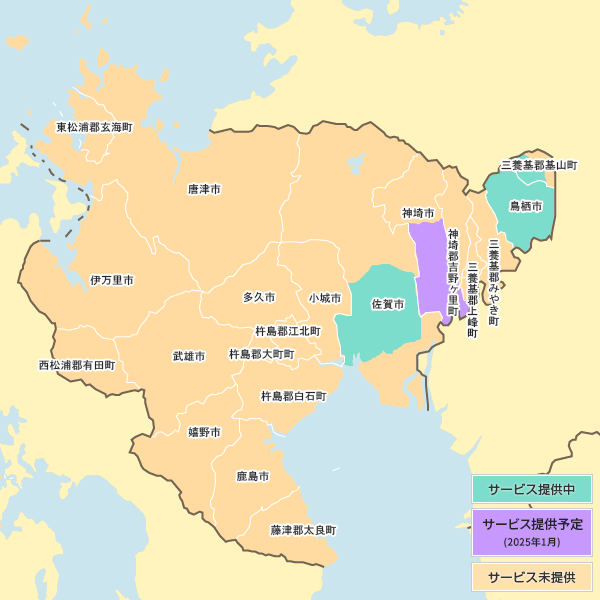 東松浦郡玄海町
三養基郡基山町
唐津市
鳥栖市
神埼市
神埼郡吉野ヶ里町
三養基郡みやき町
三養基郡上峰町
伊万里市
多久市
小城市
佐賀市
杵島郡江北町
杵島郡大町町
武雄市
西松浦郡有田町
杵島郡白石町
嬉野市
鹿島市
藤津郡太良町
サービス提供中
サービス提供予定
(2025年1月)
サービス未提供